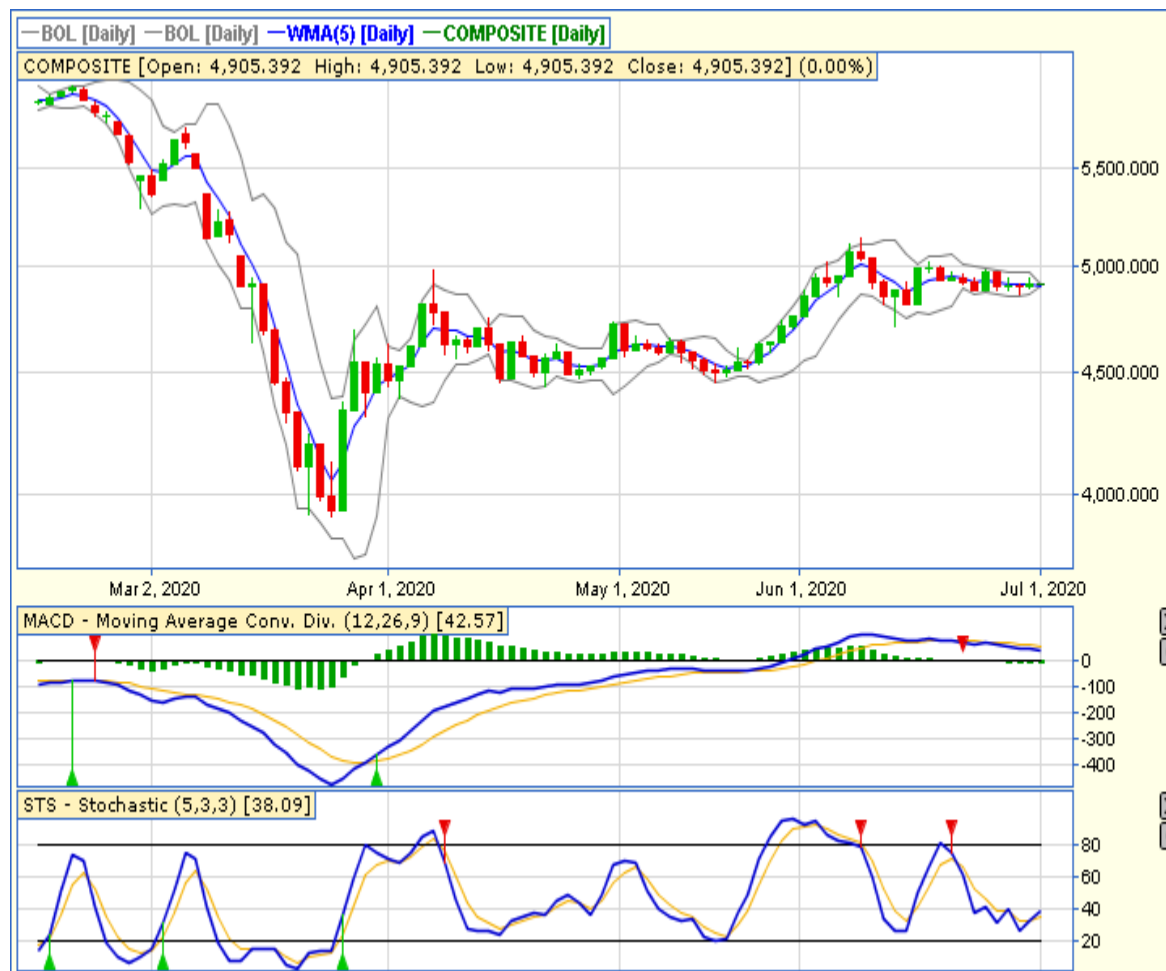 BOL [Daily] BOL [Daily] WMA(5) [Daily] COMPOSITE [Daily]
COMPOSITE [Open: 4,905.392 High: 4,905.392 Low: 4,905.392 Close: 4,905.392] (0.00%)
5,500.000
5,000.000
4,500.000
4,000.000
Mar 2, 2020 Apr 1, 2020 May 1, 2020 Jun 1, 2020 Jul 1, 2020
MACD - Moving Average Conv. Div. (12,26,9) [42.57]
0
-100
-200
-300
-400
STS - Stochastic (5,3,3) [38.09]
80
60
40
20